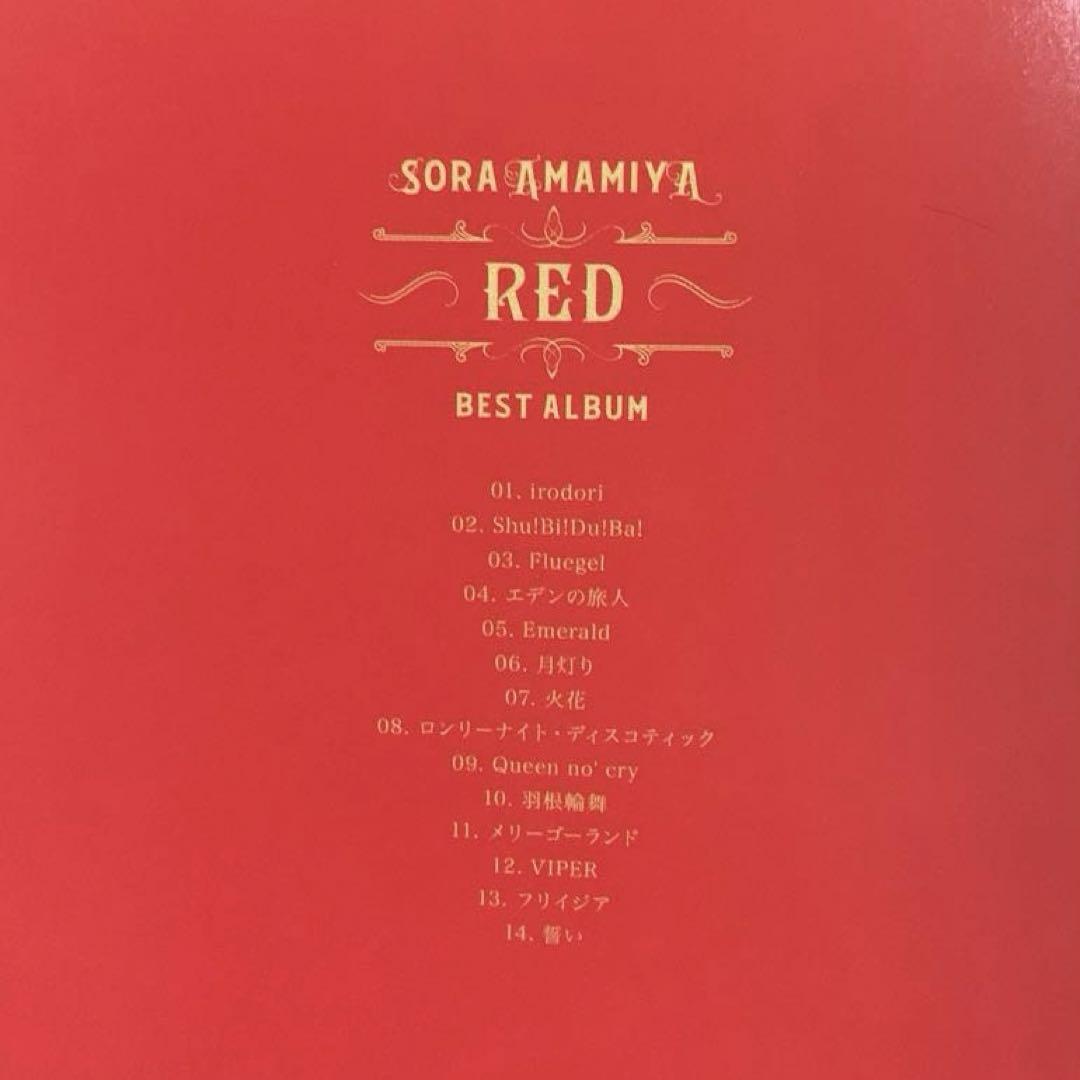 SORA AMAMIYA
RED
BEST ALBUM
01. irodori
02. Shu!Bi!Du!Ba!
03. Fluegel
04. エデンの旅人
05. Emerald
06. 月灯り
07. 火花
08. ロンリーナイト・ディスコティック
09. Queen no' cry
10. 羽根輪舞
11. メリーゴーランド
12. VIPER
13. フリイジア
14. 誓い